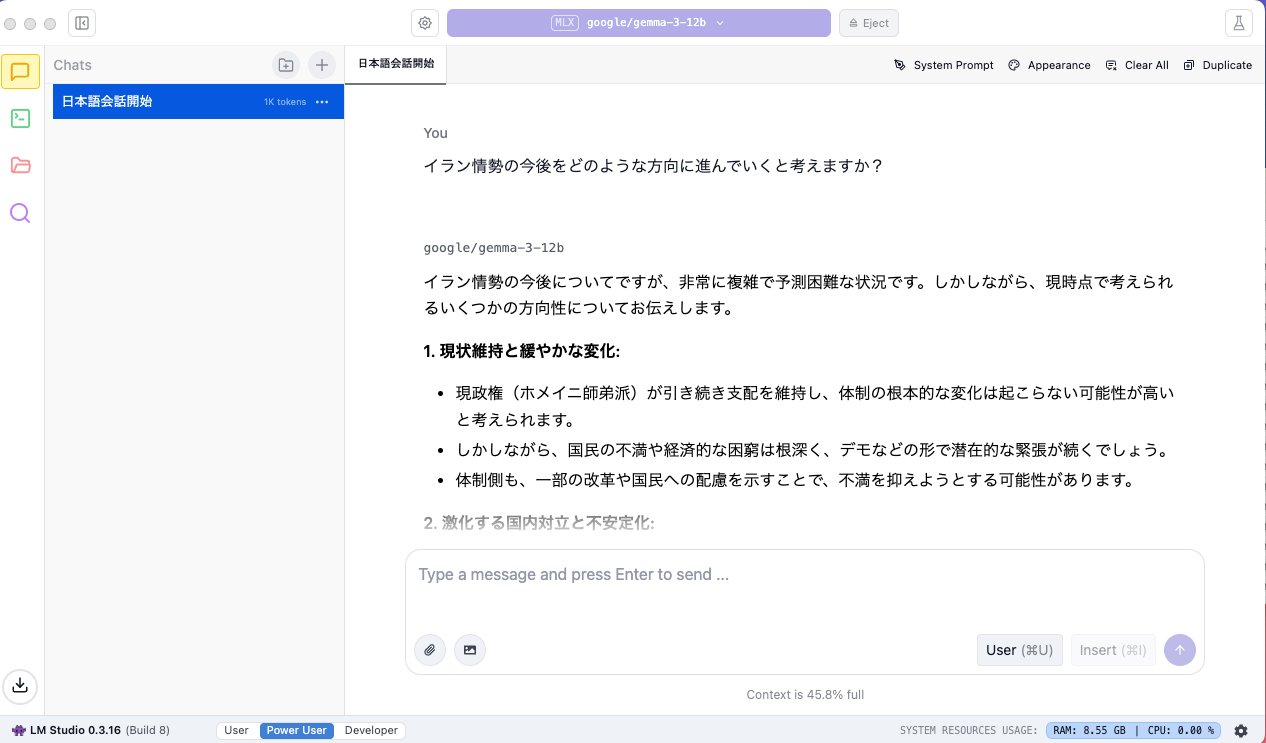 MLX google/gemma-3-12b
Eject
Chats
日本語会話開始
System Prompt
Appearance
Clear All
Duplicate
日本語会話開始
1K tokens
You
イラン情勢の今後をどのような方向に進んでいくと考えますか？
google/gemma-3-12b
イラン情勢の今後についてですが、非常に複雑で予測困難な状況です。しかしながら、現時点で考えられ
るいくつかの方向性についてお伝えします。
1. 現状維持と緩やかな変化:
• 現政権（ホメイニ師弟派）が引き続き支配を維持し、体制の根本的な変化は起こらない可能性が高い
と考えられます。
• しかしながら、国民の不満や経済的な困窮は根深く、デモなどの形で潜在的な緊張が続くでしょう。
• 体制側も、一部の改革や国民への配慮を示すことで、不満を抑えようとする可能性があります。
2. 激化する国内対立と不安定化:
Type a message and press Enter to send ...
User (⌘U)
Insert (⌘I)
Context is 45.8% full
LM Studio 0.3.16 (Build 8)
User
Power User
Developer
SYSTEM RESOURCES USAGE:
RAM: 8.55 GB | CPU: 0.00 %